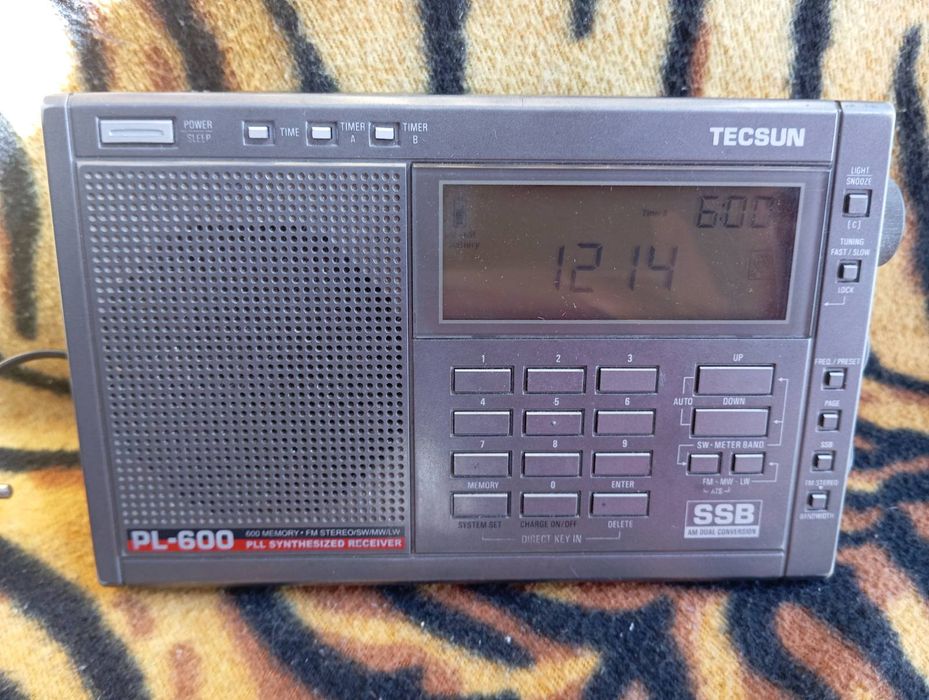 POWER
SLEEP
TIME
TIMER
A
TIMER
B
TECSUN
LIGHT
SNOOZE
[C]
TUNING
FAST / SLOW
LOCK
1214
1
2
3
UP
4
5
6
AUTO
DOWN
7
8
9
SW - METER BAND
FM - MW - LW
MEMORY
0
ENTER
SYSTEM SET
CHARGE ON/OFF
DELETE
DIRECT KEY IN
SSB
AM DUAL CONVERSION
FREQ. / PRESET
PAGE
SSB
FM STEREO
BANDWIDTH
PL-600
600 MEMORY • FM STEREO/SW/MW/LW
PLL SYNTHESIZED RECEIVER